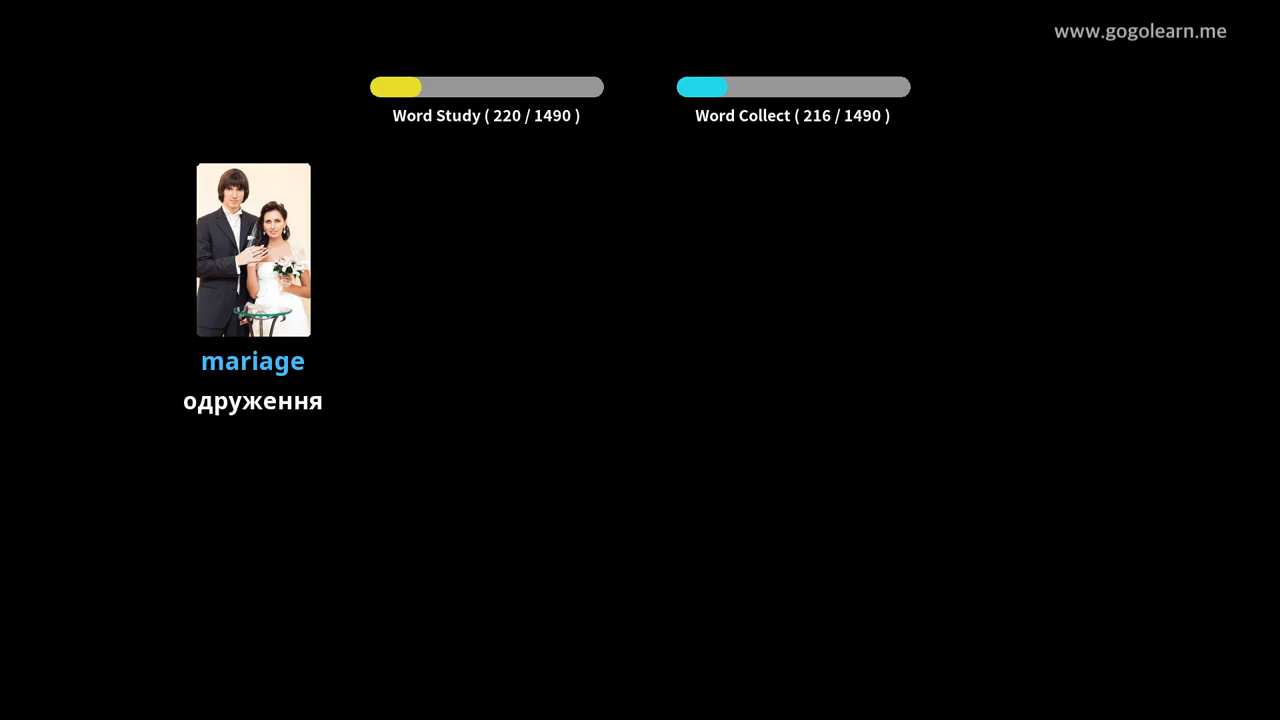 www.gogolearn.me
Word Study ( 220 / 1490 )
Word Collect ( 216 / 1490 )
mariage
одруження